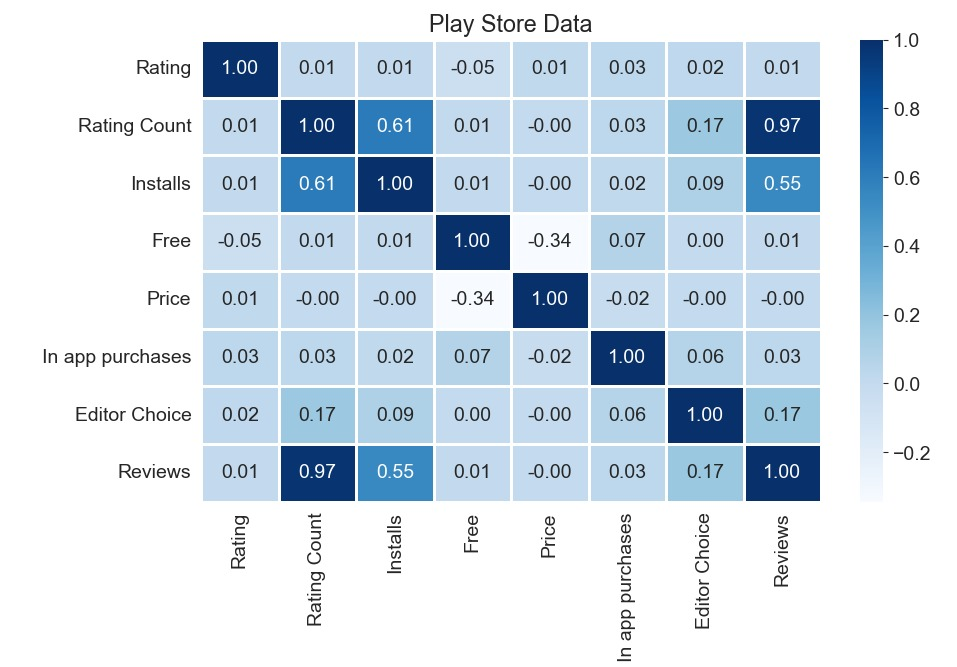 Play Store Data
Rating 1.00 0.01 0.01 -0.05 0.01 0.03 0.02 0.01
Rating Count 0.01 1.00 0.61 0.01 -0.00 0.03 0.17 0.97
Installs 0.01 0.61 1.00 0.01 -0.00 0.02 0.09 0.55
Free -0.05 0.01 0.01 1.00 -0.34 0.07 0.00 0.01
Price 0.01 -0.00 -0.00 -0.34 1.00 -0.02 -0.00 -0.00
In app purchases 0.03 0.03 0.02 0.07 -0.02 1.00 0.06 0.03
Editor Choice 0.02 0.17 0.09 0.00 -0.00 0.06 1.00 0.17
Reviews 0.01 0.97 0.55 0.01 -0.00 0.03 0.17 1.00
Rating
Rating Count
Installs
Free
Price
In app purchases
Editor Choice
Reviews
1.0
0.8
0.6
0.4
0.2
0.0
−0.2